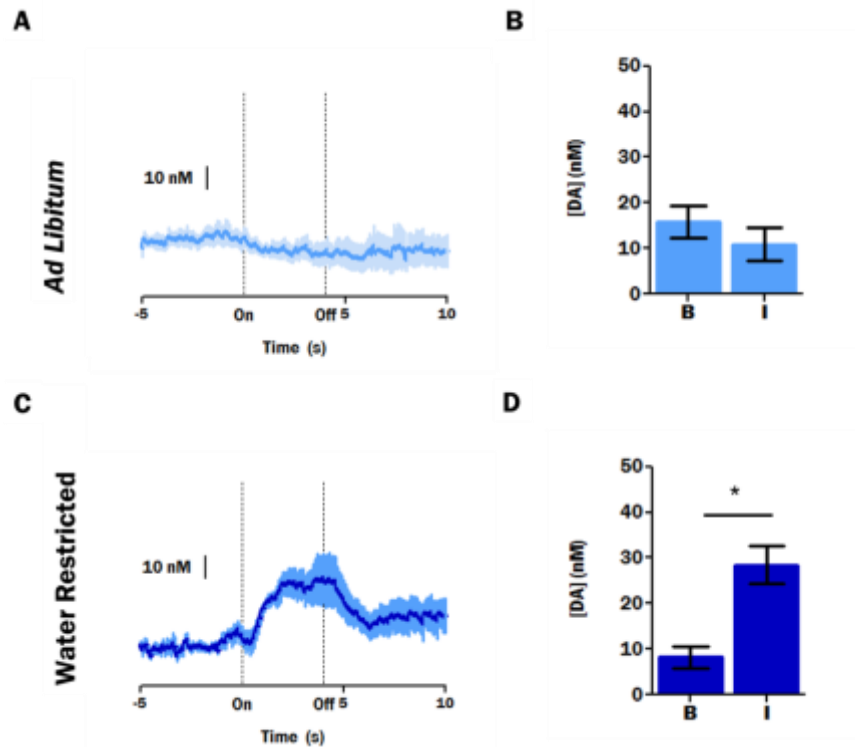 A
Ad Libitum
10 nM
-5 On Off 5 10
Time (s)
B
[DA] (nM)
50
40
30
20
10
0
B I
C
Water Restricted
10 nM
-5 On Off 5 10
Time (s)
D
[DA] (nM)
50
40
30
20
10
0
*
B I